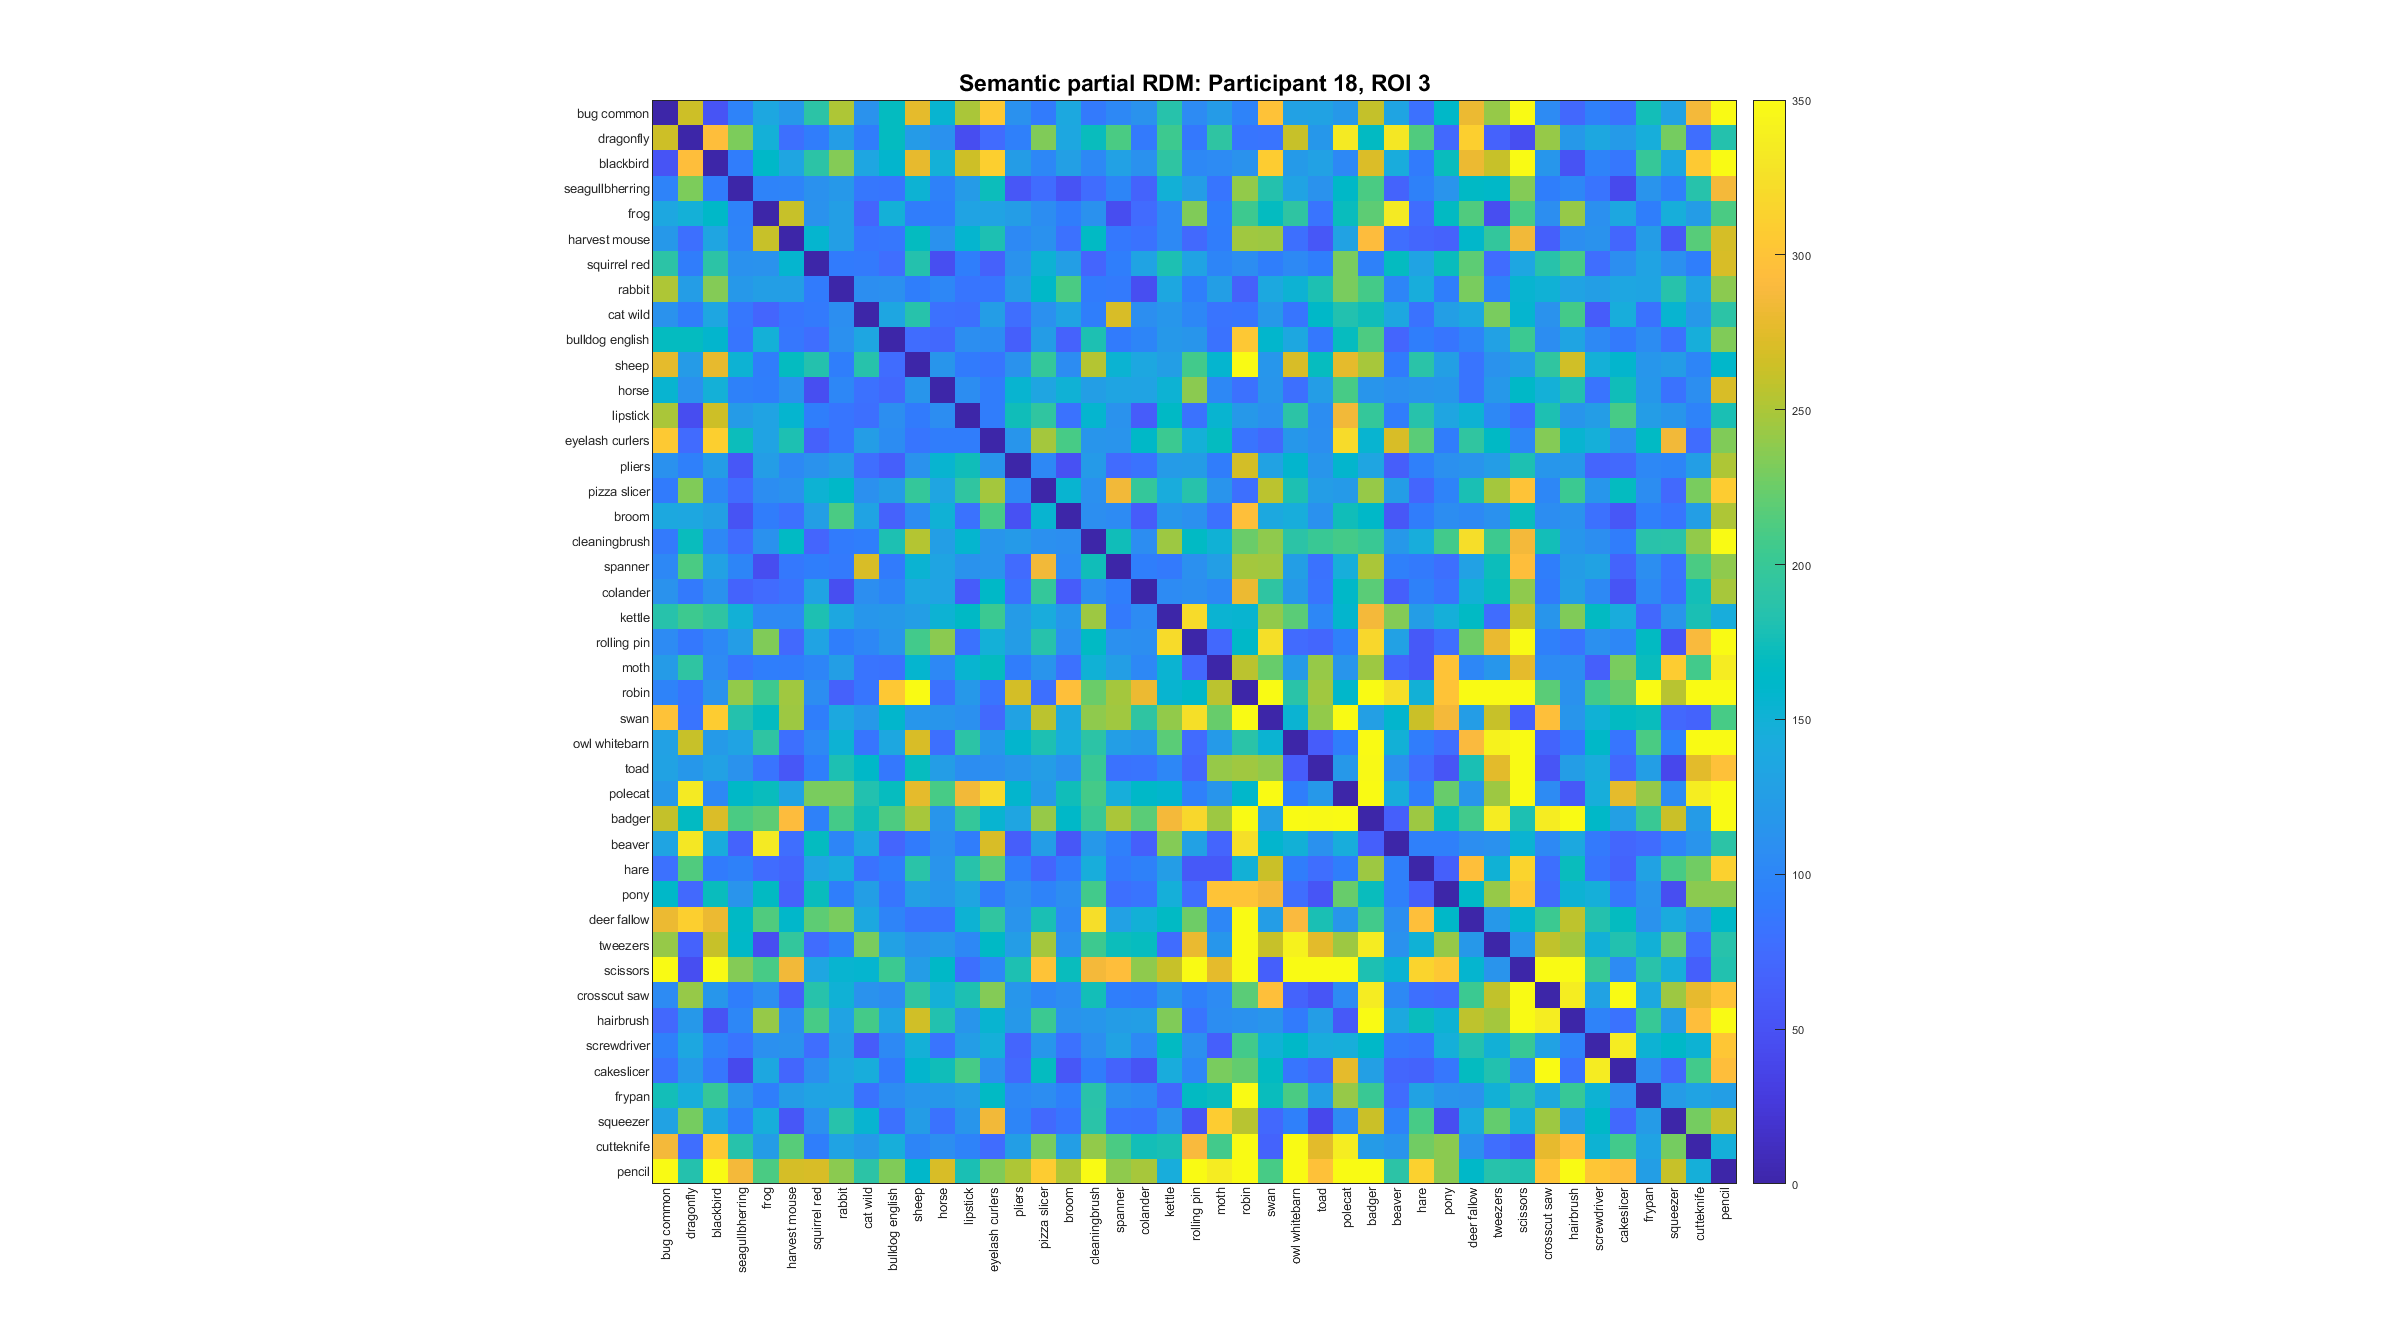 Semantic partial RDM: Participant 18, ROI 3
bug common
dragonfly
blackbird
seagullbherring
frog
harvest mouse
squirrel red
rabbit
cat wild
bulldog english
sheep
horse
lipstick
eyelash curlers
pliers
pizza slicer
broom
cleaningbrush
spanner
colander
kettle
rolling pin
moth
robin
swan
owl whitebarn
toad
polecat
badger
beaver
hare
pony
deer fallow
tweezers
scissors
crosscut saw
hairbrush
screwdriver
cakeslicer
frypan
squeezer
cutteknife
pencil
bug common
dragonfly
blackbird
seagullbherring
frog
harvest mouse
squirrel red
rabbit
cat wild
bulldog english
sheep
horse
lipstick
eyelash curlers
pliers
pizza slicer
broom
cleaningbrush
spanner
colander
kettle
rolling pin
moth
robin
swan
owl whitebarn
toad
polecat
badger
beaver
hare
pony
deer fallow
tweezers
scissors
crosscut saw
hairbrush
screwdriver
cakeslicer
frypan
squeezer
cutteknife
pencil
350
300
250
200
150
100
50
0